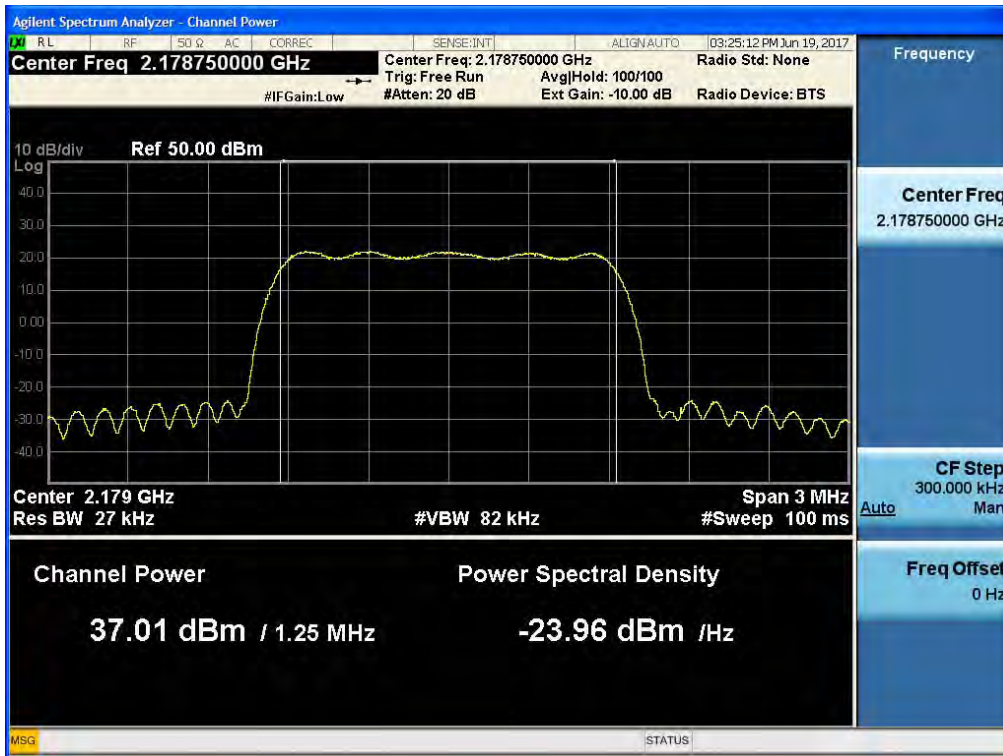 Agilent Spectrum Analyzer - Channel Power
LXI RL RF 50 Ω AC CORREC SENSE:INT ALIGNAUTO 03:25:12 PM Jun 19, 2017
Center Freq 2.178750000 GHz
Center Freq: 2.178750000 GHz Radio Std: None
Trig: Free Run Avg|Hold: 100/100
#IFGain:Low #Atten: 20 dB Ext Gain: -10.00 dB Radio Device: BTS
10 dB/div Ref 50.00 dBm
Log
40.0
30.0
20.0
10.0
0.00
-10.0
-20.0
-30.0
-40.0
Center 2.179 GHz Span 3 MHz
Res BW 27 kHz #VBW 82 kHz #Sweep 100 ms
Channel Power Power Spectral Density
37.01 dBm / 1.25 MHz -23.96 dBm /Hz
Frequency
Center Freq
2.178750000 GHz
CF Step
300.000 kHz
Auto Man
Freq Offset
0 Hz
MSG STATUS